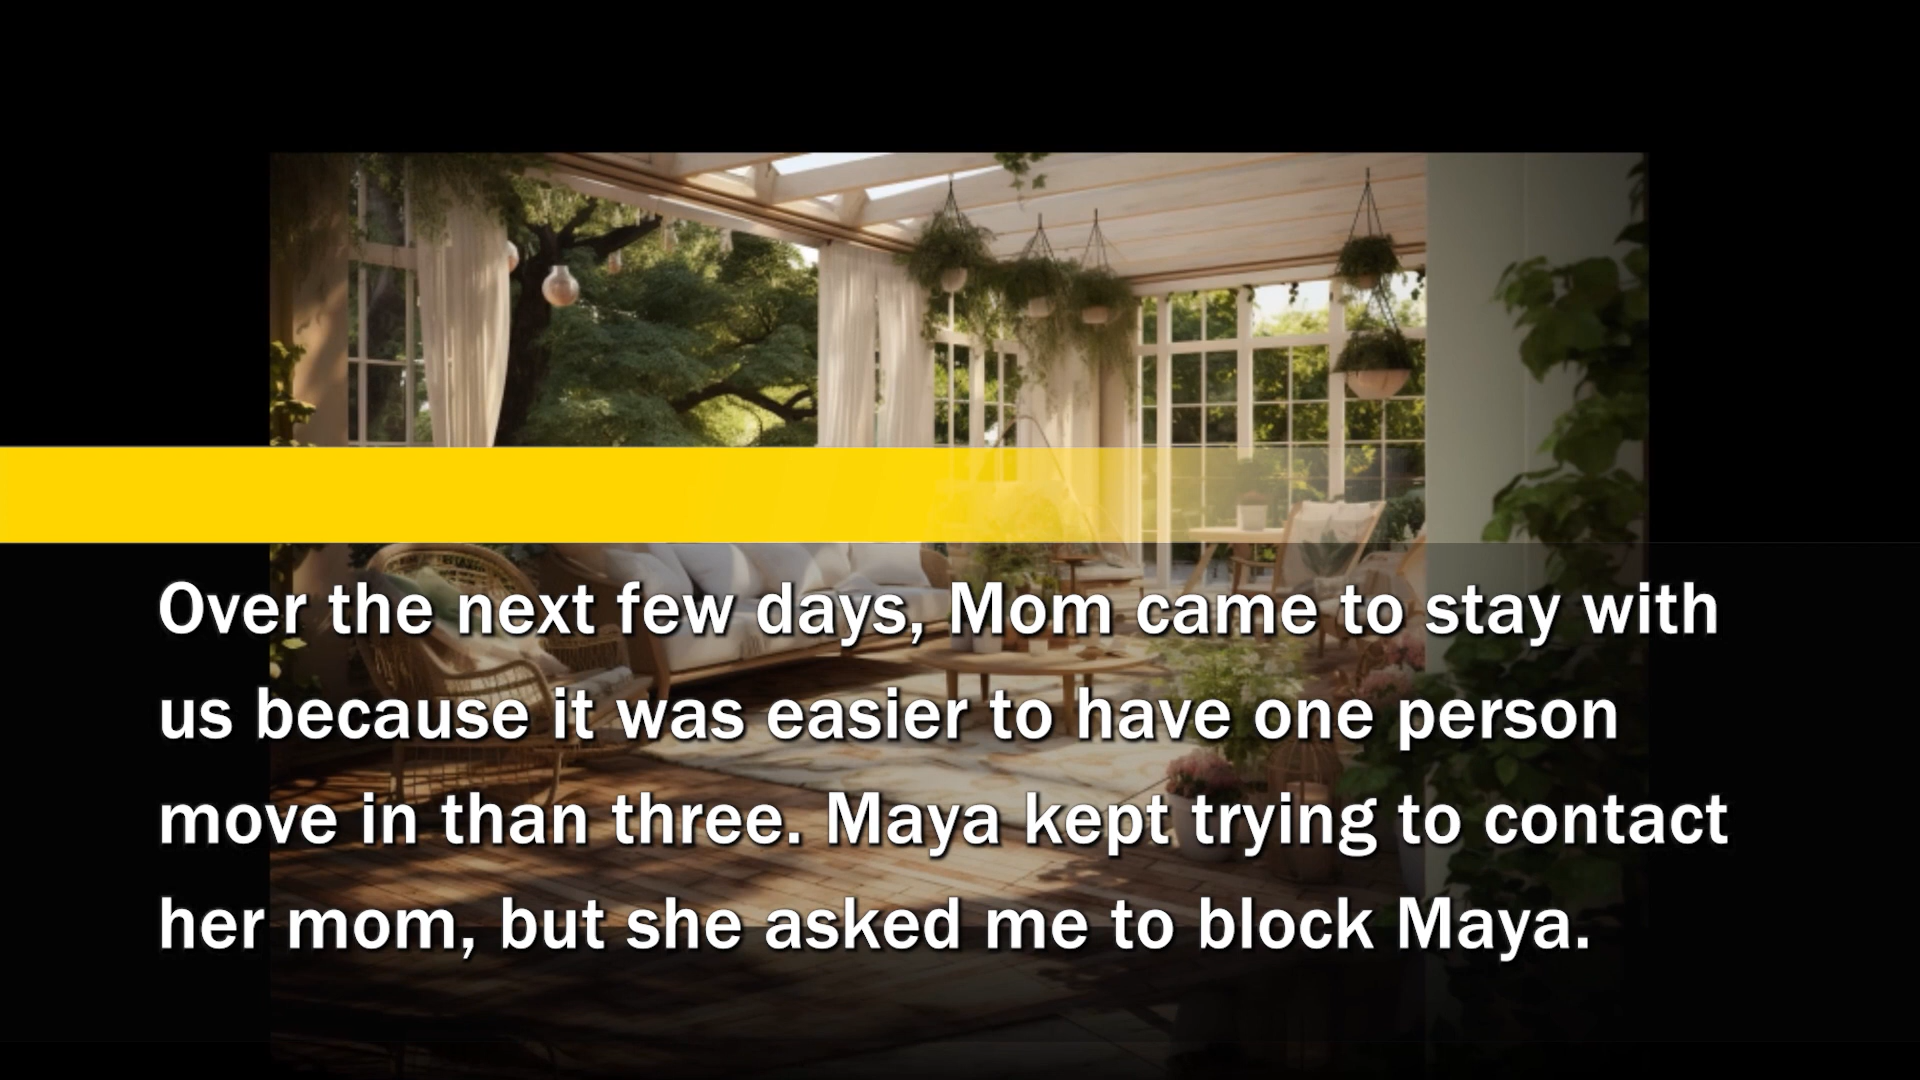 Over the next few days, Mom came to stay with
us because it was easier to have one person
move in than three. Maya kept trying to contact
her mom, but she asked me to block Maya.